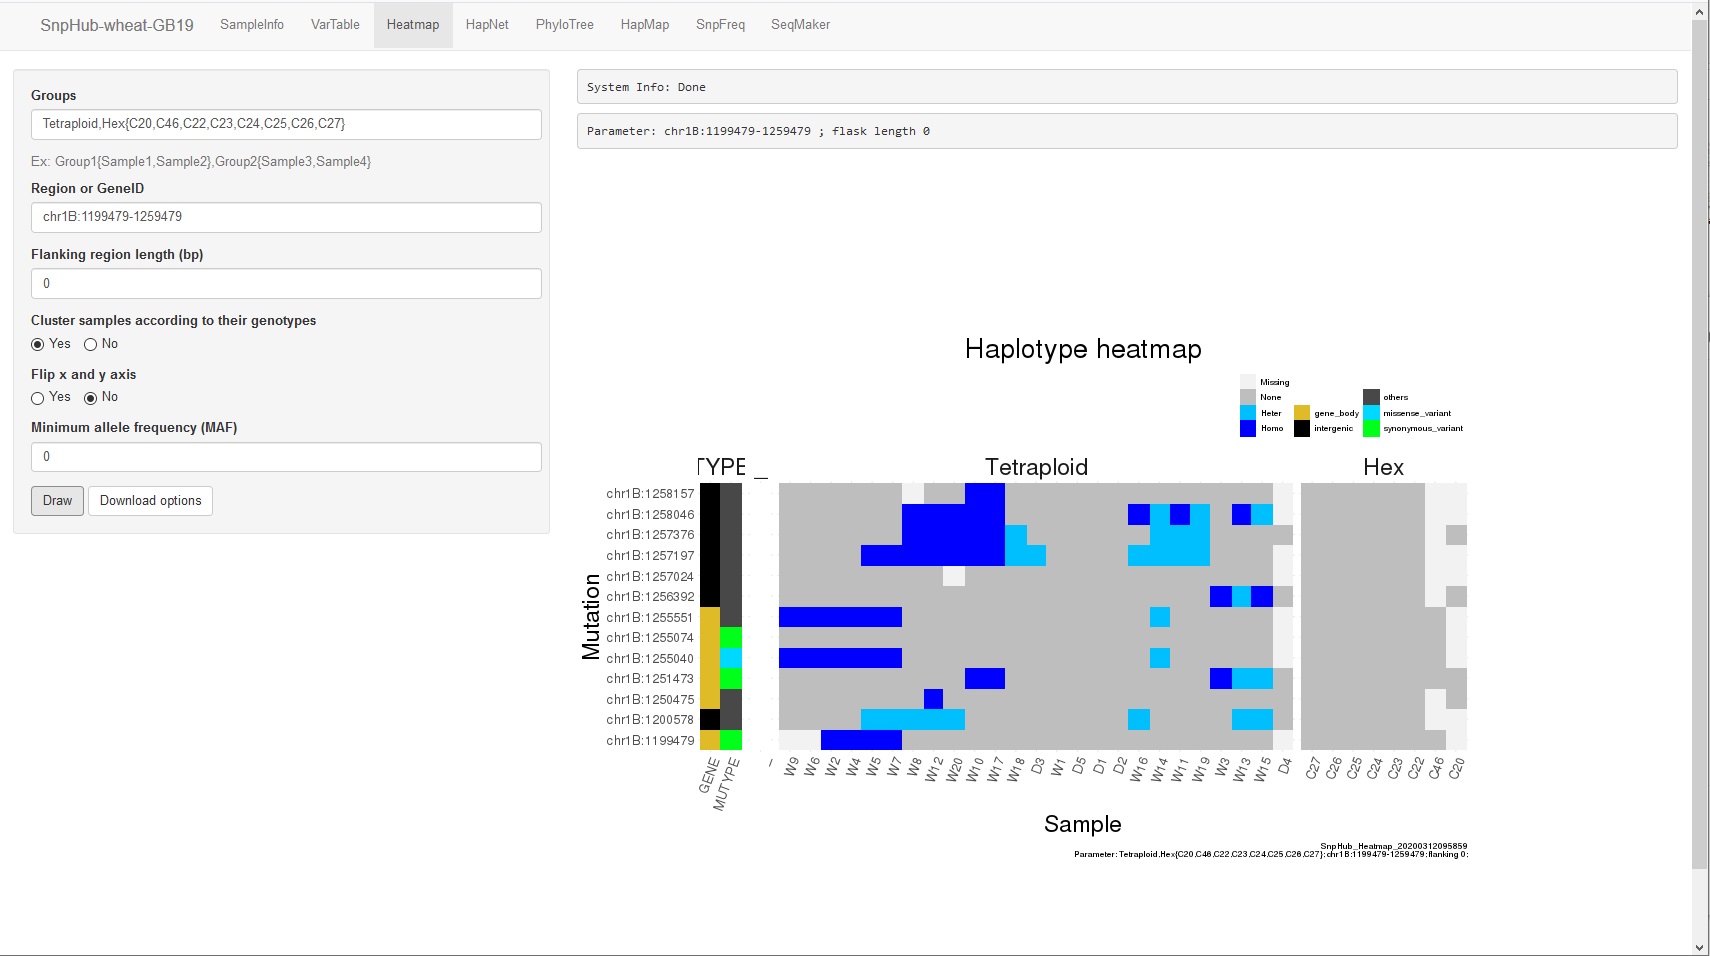 SnpHub-wheat-GB19 SampleInfo VarTable Heatmap HapNet PhyloTree HapMap SnpFreq SeqMaker
Groups
Tetraploid,Hex{C20,C46,C22,C23,C24,C25,C26,C27}
Ex: Group1{Sample1,Sample2},Group2{Sample3,Sample4}
Region or GeneID
chr1B:1199479-1259479
Flanking region length (bp)
0
Cluster samples according to their genotypes
Yes No
Flip x and y axis
Yes No
Minimum allele frequency (MAF)
0
Draw Download options
System Info: Done
Parameter: chr1B:1199479-1259479 ; flask length 0
Haplotype heatmap
Missing
None others
Heter gene_body missense_variant
Homo intergenic synonymous_variant
TYPE _ Tetraploid Hex
Mutation
chr1B:1258157
chr1B:1258046
chr1B:1257376
chr1B:1257197
chr1B:1257024
chr1B:1256392
chr1B:1255551
chr1B:1255074
chr1B:1255040
chr1B:1251473
chr1B:1250475
chr1B:1200578
chr1B:1199479
GENE MUTYPE _ W9 W6 W2 W4 W5 W7 W8 W12 W20 W10 W17 W18 D3 W1 D5 D1 D2 W16 W14 W11 W19 W3 W13 W15 D4 C27 C26 C25 C24 C23 C22 C46 C20
Sample
SnpHub_Heatmap_20200312095859
Parameter:Tetraploid,Hex{C20,C46,C22,C23,C24,C25,C26,C27};chr1B:1199479-1259479;flanking 0;